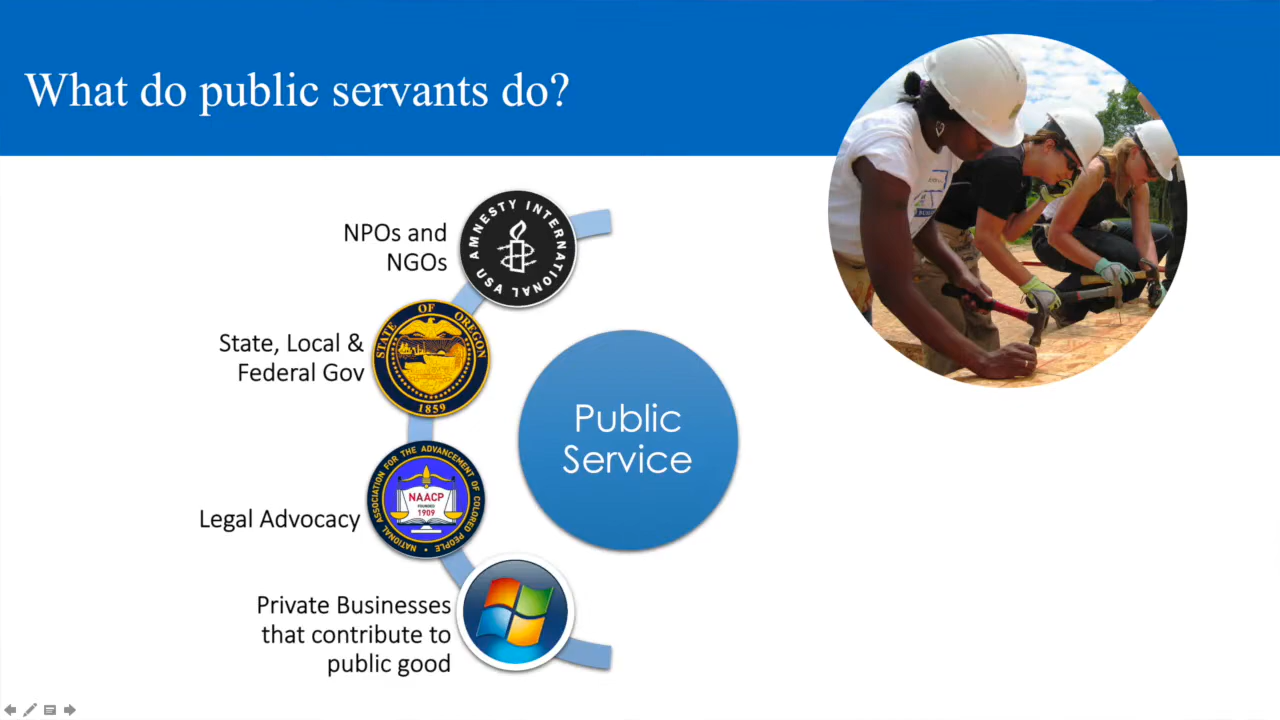 What do public servants do?
NPOs and
NGOs
AMNESTY INTERNATIONAL USA
State, Local &
Federal Gov
STATE OF OREGON
1859
Public
Service
Legal Advocacy
NATIONAL ASSOCIATION FOR THE ADVANCEMENT OF COLORED PEOPLE
NAACP
FOUNDED
1909
Private Businesses
that contribute to
public good